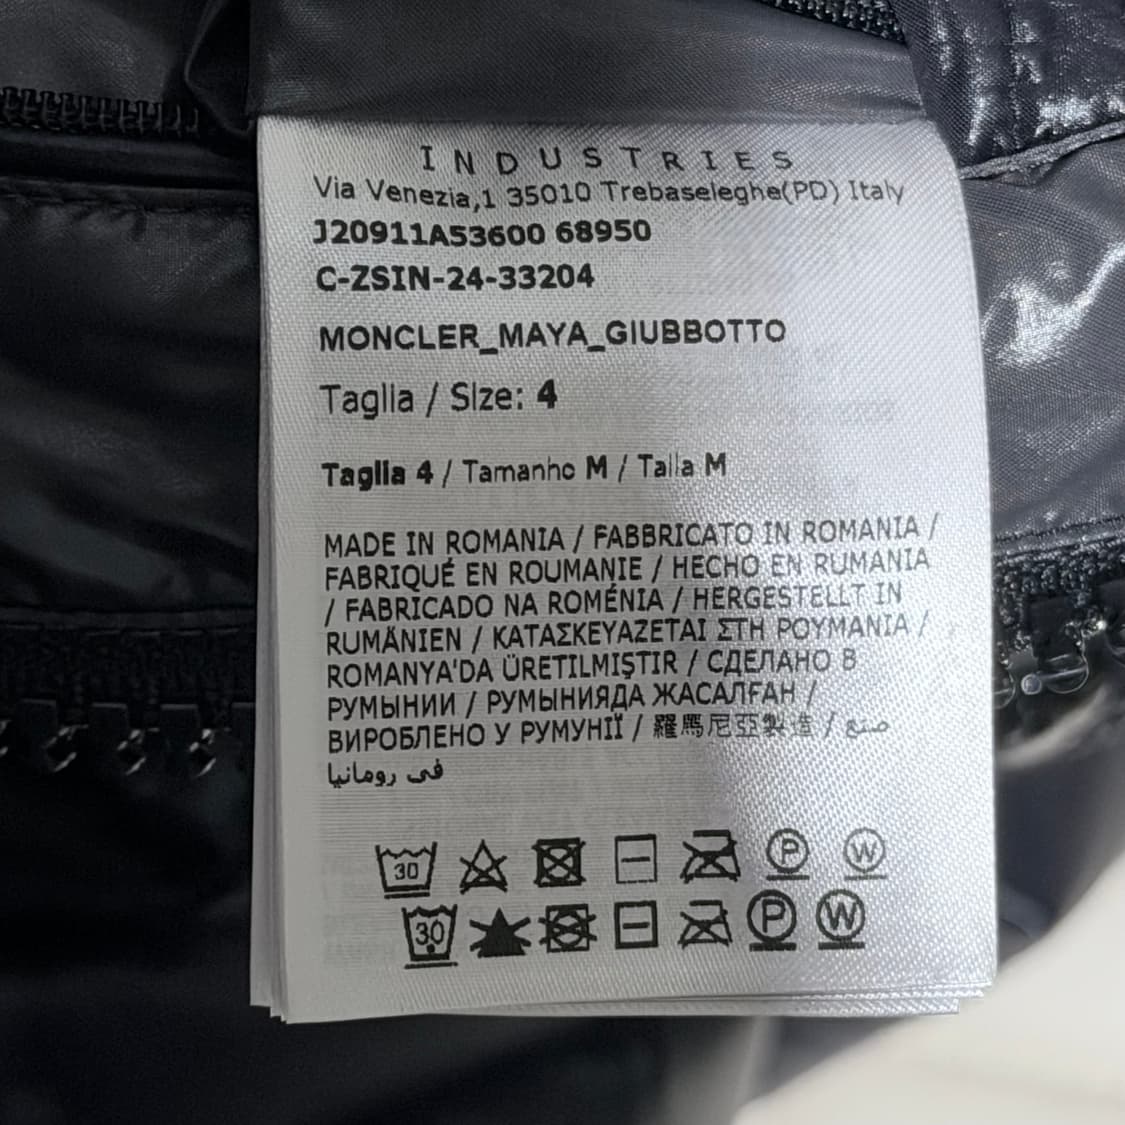 INDUSTRIES
Via Venezia,1 35010 Trebaseleghe(PD) Italy
J20911A53600 68950
C-ZSIN-24-33204
MONCLER_MAYA_GIUBBOTTO
Taglia / Size: 4
Taglia 4 / Tamanho M / Talla M
MADE IN ROMANIA / FABBRICATO IN ROMANIA /
FABRIQUÉ EN ROUMANIE / HECHO EN RUMANIA
/ FABRICADO NA ROMÉNIA / HERGESTELLT IN
RUMÄNIEN / ΚΑΤΑΣΚΕΥΑΖΕΤΑΙ ΣΤΗ ΡΟΥΜΑΝΙΑ /
ROMANYA'DA ÜRETILMIŞTIR / СДЕЛАНО В
РУМЫНИИ / РУМЫНИЯДА ЖАСАЛҒАН /
ВИРОБЛЕНО У РУМУНІЇ / 羅馬尼亞製造 / صنع
في رومانيا
30 P W
30 P W